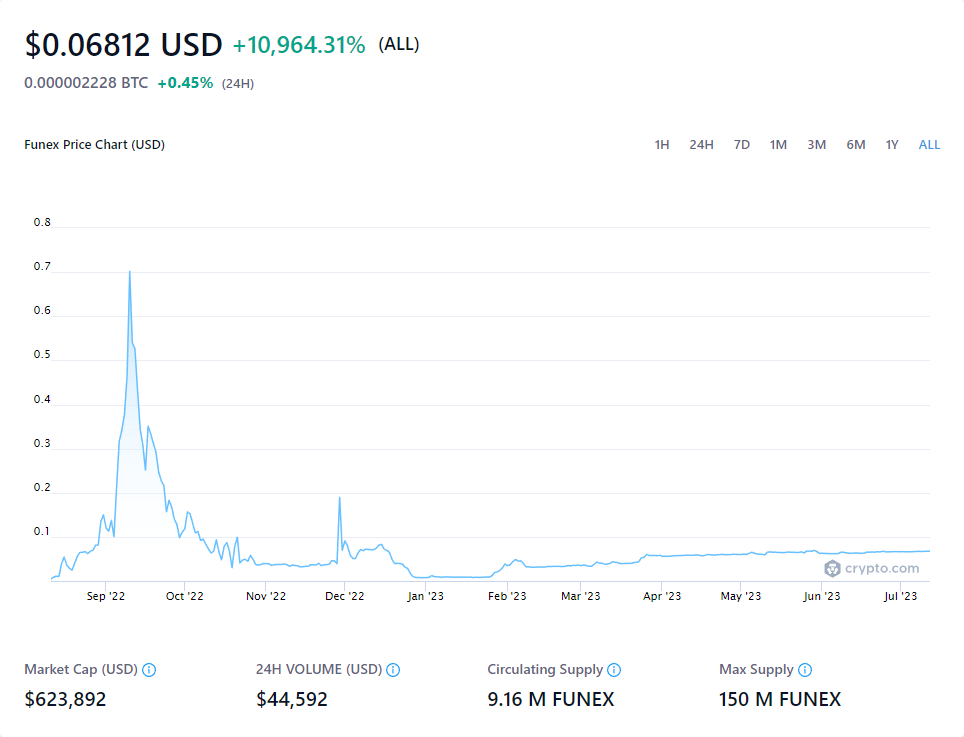 $0.06812 USD +10,964.31% (ALL)
0.000002228 BTC +0.45% (24H)
Funex Price Chart (USD) 1H 24H 7D 1M 3M 6M 1Y ALL
0.8
0.7
0.6
0.5
0.4
0.3
0.2
0.1
crypto.com
Sep '22 Oct '22 Nov '22 Dec '22 Jan '23 Feb '23 Mar '23 Apr '23 May '23 Jun '23 Jul '23
Market Cap (USD) 24H VOLUME (USD) Circulating Supply Max Supply
$623,892 $44,592 9.16 M FUNEX 150 M FUNEX